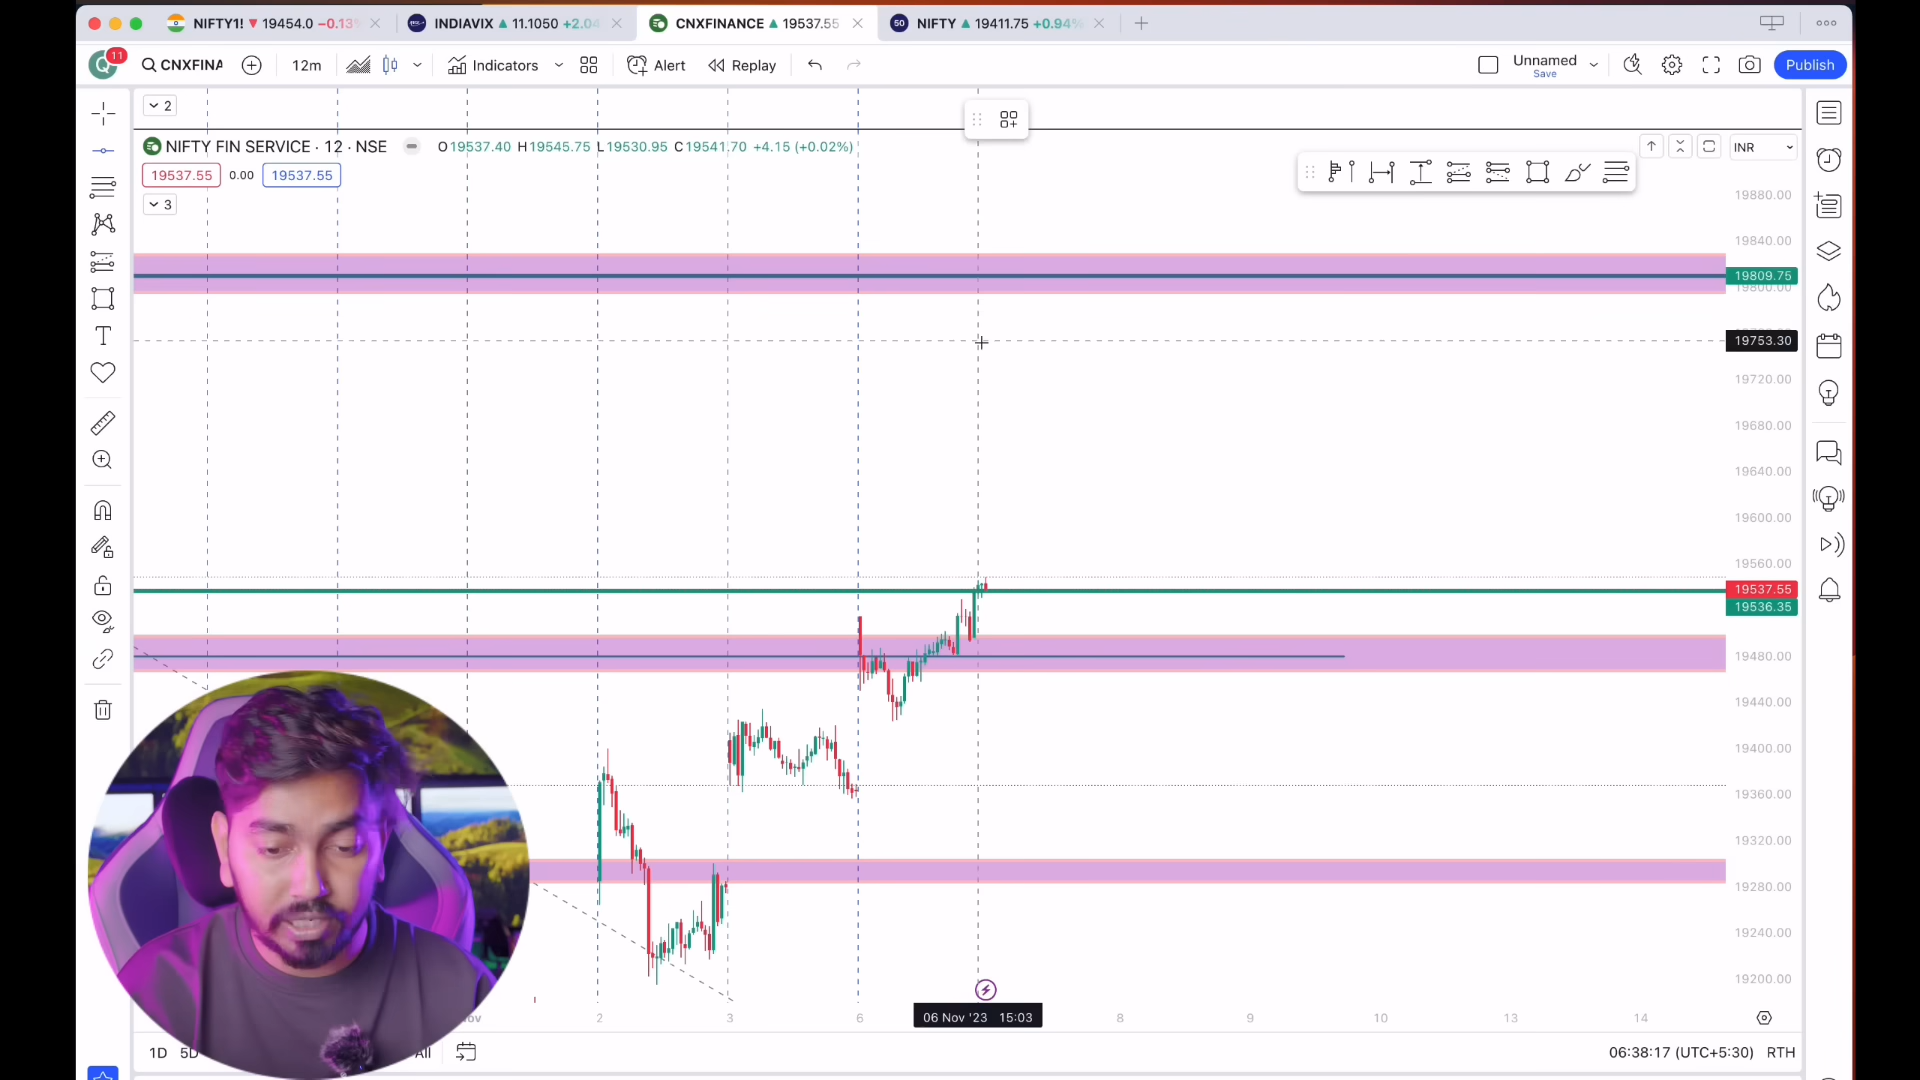 NIFTY1! ▼ 19454.0 −0.13%
INDIAVIX ▲ 11.1050 +2.04
CNXFINANCE ▲ 19537.55
50 NIFTY ▲ 19411.75 +0.94%
11
CNXFINA
12m
Indicators
Alert
Replay
Unnamed
Save
Publish
2
NIFTY FIN SERVICE · 12 · NSE
O19537.40 H19545.75 L19530.95 C19541.70 +4.15 (+0.02%)
INR
19537.55 0.00 19537.55
3
19880.00
19840.00
19809.75
19800.00
19753.30
19720.00
19680.00
19640.00
19600.00
19560.00
19537.55
19536.35
19480.00
19440.00
19400.00
19360.00
19320.00
19280.00
19240.00
19200.00
2 3 6 06 Nov '23 15:03 8 9 10 13 14
1D 5D All
06:38:17 (UTC+5:30) RTH